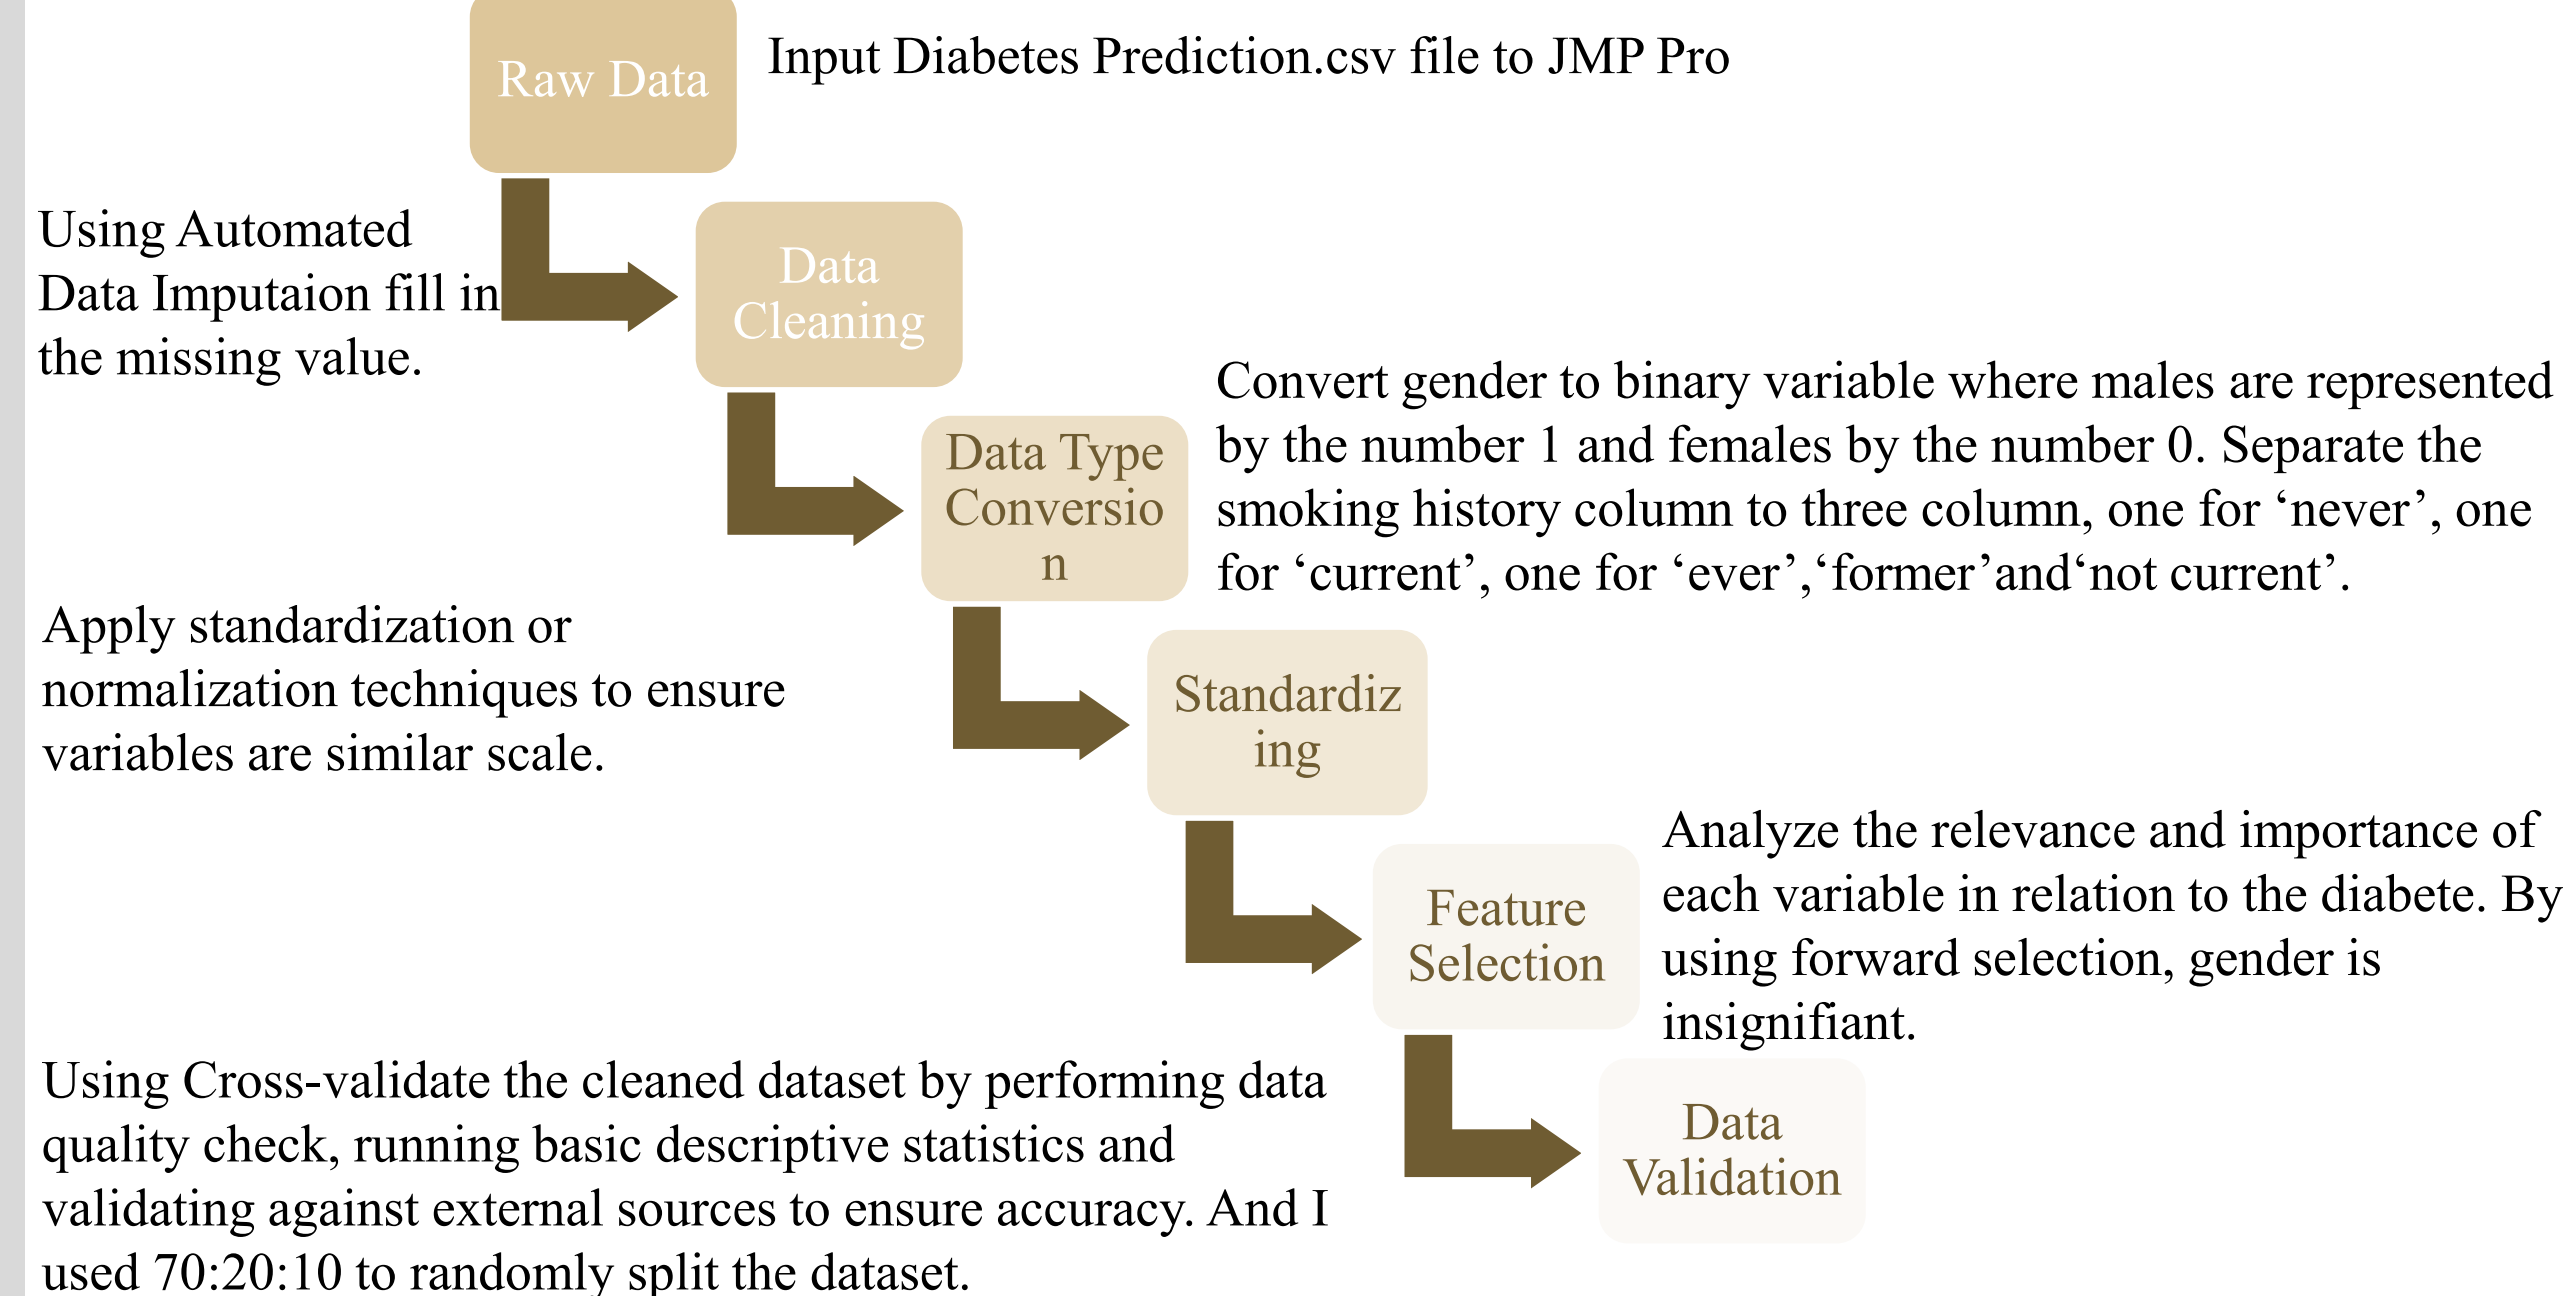 Raw Data
Input Diabetes Prediction.csv file to JMP Pro
Using Automated
Data Imputaion fill in
the missing value.
Data
Cleaning
Data Type
Conversio
n
Convert gender to binary variable where males are represented
by the number 1 and females by the number 0. Separate the
smoking history column to three column, one for ‘never’, one
for ‘current’, one for ‘ever’,‘former’and‘not current’.
Apply standardization or
normalization techniques to ensure
variables are similar scale.
Standardiz
ing
Feature
Selection
Analyze the relevance and importance of
each variable in relation to the diabete. By
using forward selection, gender is
insignifiant.
Using Cross-validate the cleaned dataset by performing data
quality check, running basic descriptive statistics and
validating against external sources to ensure accuracy. And I
used 70:20:10 to randomly split the dataset.
Data
Validation